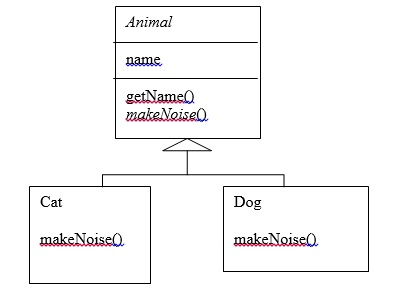 Animal
name
getName()
makeNoise()
Cat
makeNoise()
Dog
makeNoise()